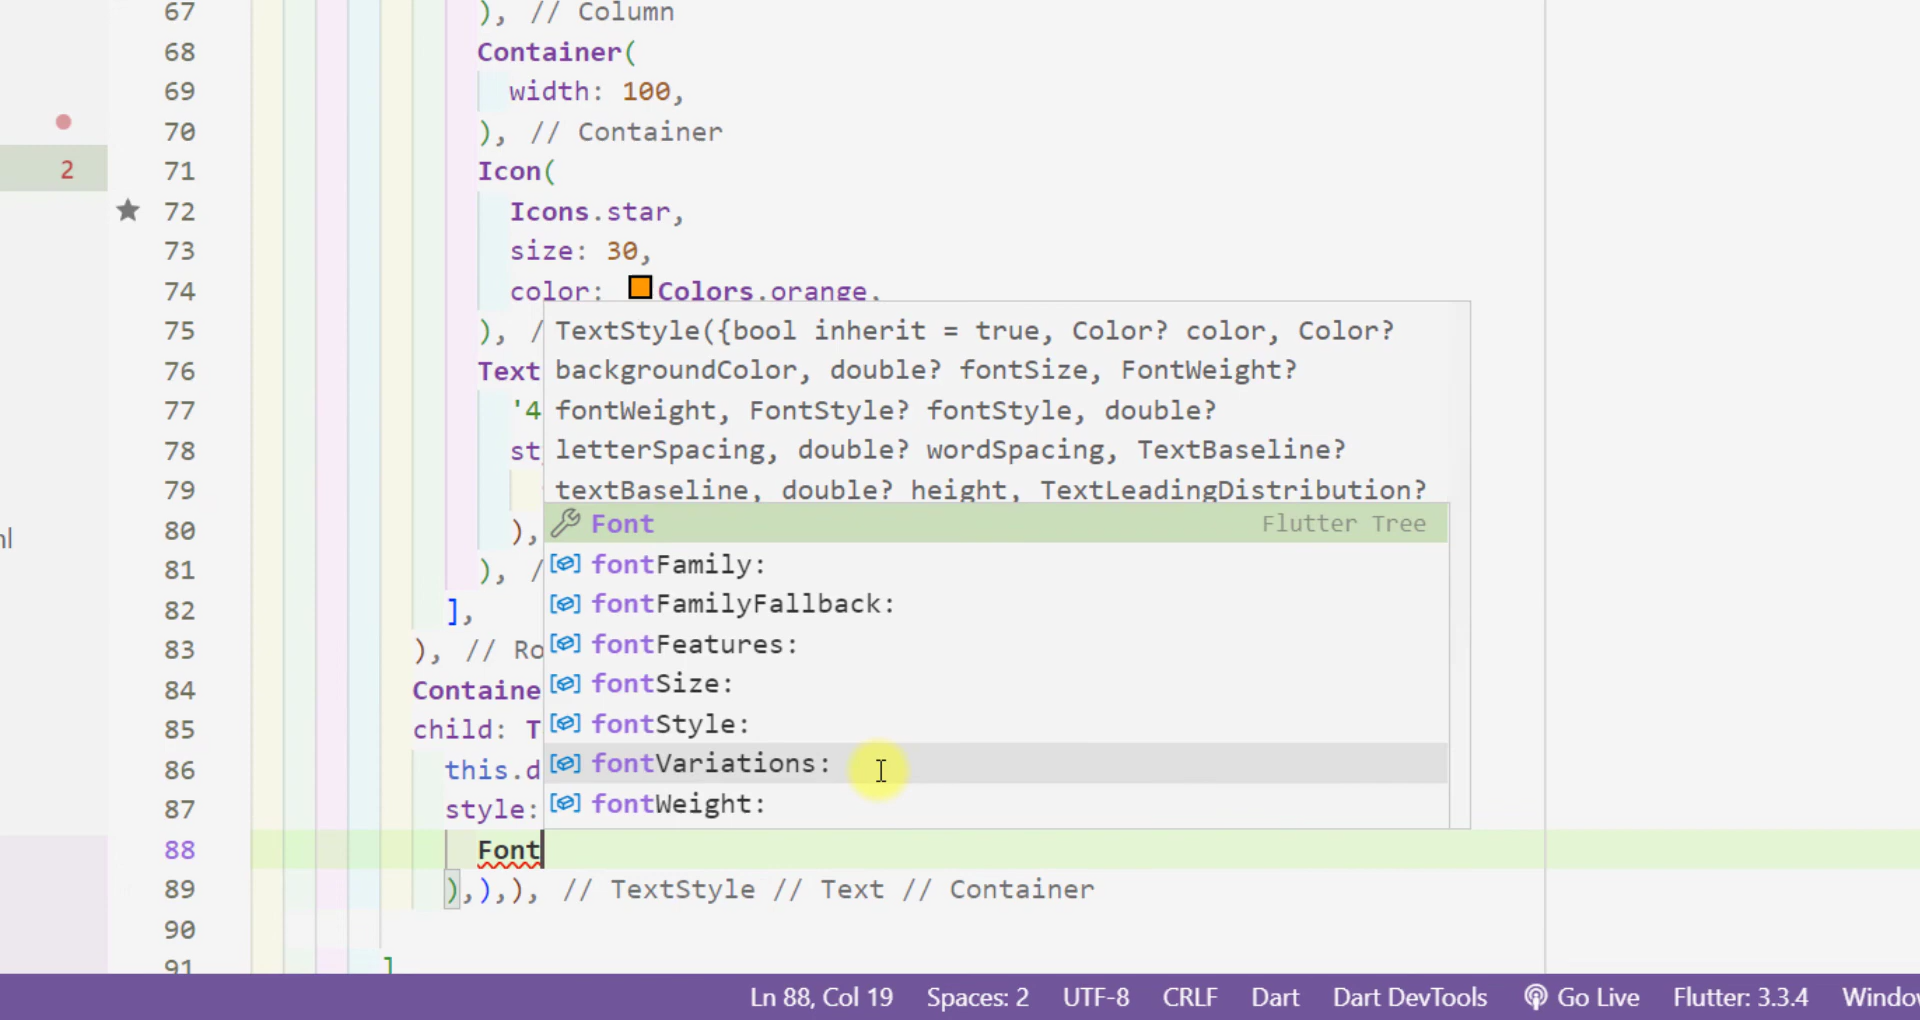 67 ), // Column
68 Container(
69 width: 100,
70 ), // Container
2 71 Icon(
72 Icons.star,
73 size: 30,
74 color: Colors.orange,
75 ), /
TextStyle({bool inherit = true, Color? color, Color?
76 Text
backgroundColor, double? fontSize, FontWeight?
77 '4
fontWeight, FontStyle? fontStyle, double?
78 st
letterSpacing, double? wordSpacing, TextBaseline?
79
textBaseline, double? height, TextLeadingDistribution?
80 ),
Font Flutter Tree
81 ), /
fontFamily:
82 ],
fontFamilyFallback:
83 ), // Ro
fontFeatures:
84 Containe
fontSize:
85 child: T
fontStyle:
86 this.d
fontVariations:
87 style:
fontWeight:
88 Font
89 ),),), // TextStyle // Text // Container
90
91 ]
Ln 88, Col 19 Spaces: 2 UTF-8 CRLF Dart Dart DevTools Go Live Flutter: 3.3.4 Window